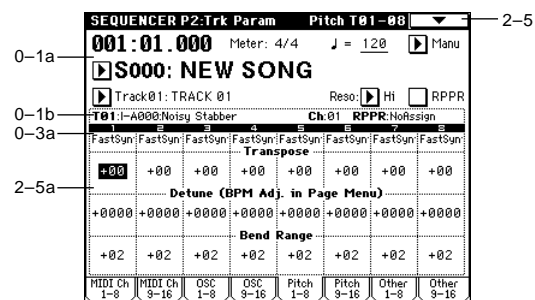 SEQUENCER P2:Trk Param Pitch T01-08
2–5
001:01.000 Meter: 4/4 ♩ = 120 Manu
0–1a
S000: NEW SONG
Track01: TRACK 01 Reso: Hi RPPR
0–1b
T01:I-A000:Noisy Stabber Ch:01 RPPR:NoAssign
0–3a
1 2 3 4 5 6 7 8
FastSyn FastSyn FastSyn FastSyn FastSyn FastSyn FastSyn FastSyn
Transpose
+00 +00 +00 +00 +00 +00 +00 +00
2–5a
Detune (BPM Adj. in Page Menu)
+0000 +0000 +0000 +0000 +0000 +0000 +0000 +0000
Bend Range
+02 +02 +02 +02 +02 +02 +02 +02
MIDI Ch 1-8 MIDI Ch 9-16 OSC 1-8 OSC 9-16 Pitch 1-8 Pitch 9-16 Other 1-8 Other 9-16